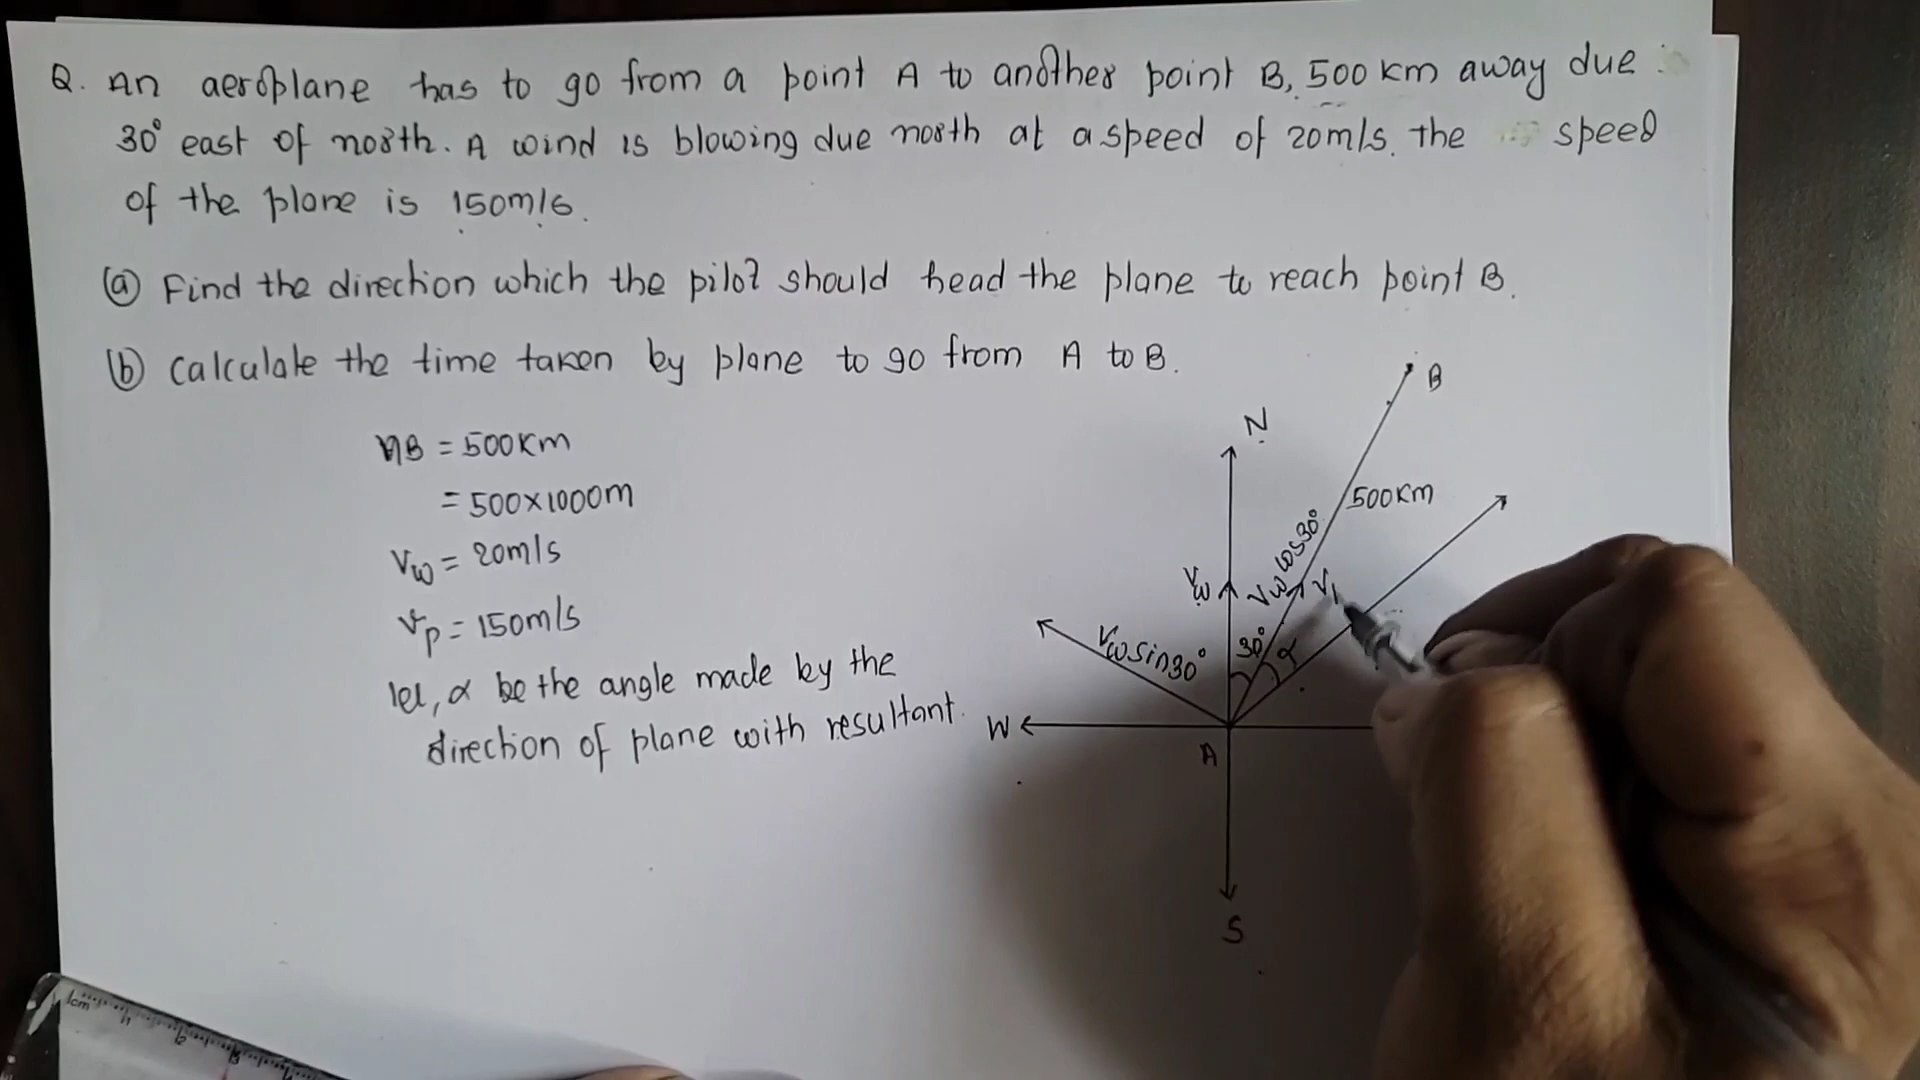 Q. An aeroplane has to go from a point A to another point B, 500 km away due
30° east of north. A wind is blowing due north at a speed of 20m/s. the speed
of the plane is 150m/s.
(a) Find the direction which the pilot should head the plane to reach point B.
(b) calculate the time taken by plane to go from A to B.
AB = 500km
= 500×1000m
Vw = 20m/s
Vp = 150m/s
let, α be the angle made by the
direction of plane with resultant.
B
N
500km
Vw cos30°
Vw
V
Vw sin30°
30°
α
W
A
S
1cm
1
2
3